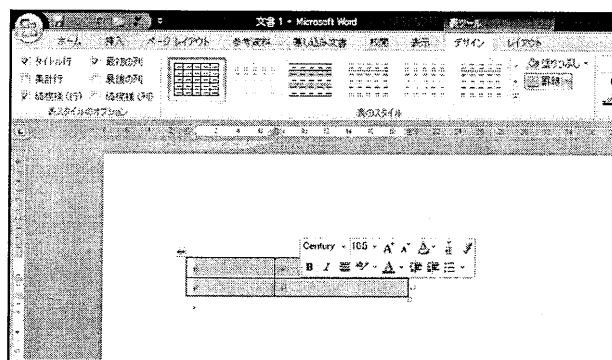 文書 1 - Microsoft Word 表ツール
ホーム 挿入 ページ レイアウト 参考資料 差し込み文書 校閲 表示 デザイン レイアウト
タイトル行 最初の列
集計行 最後の列
縞模様 (行) 縞模様 (列)
塗りつぶし
罫線
表スタイルのオプション 表のスタイル
Century 10.5 A A
B I A